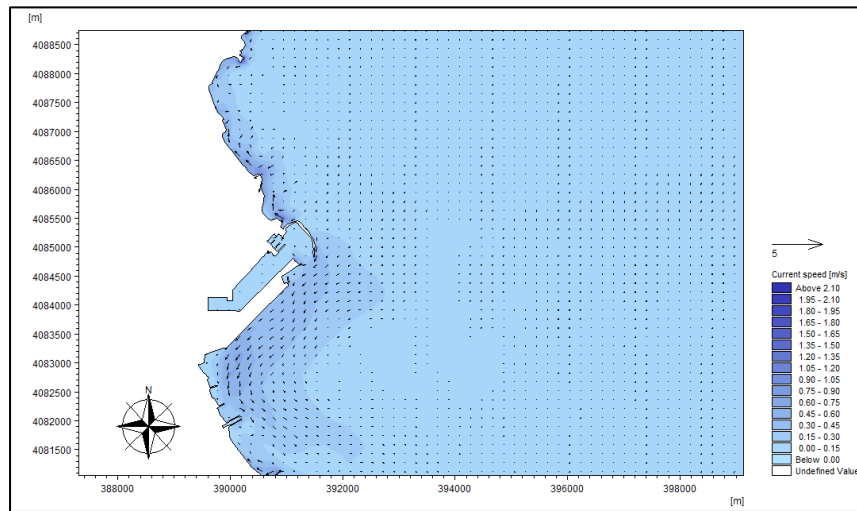 [m]
4088500
4088000
4087500
4087000
4086500
4086000
4085500
4085000
4084500
4084000
4083500
4083000
4082500
4082000
4081500
N
388000 390000 392000 394000 396000 398000
[m]
5
Current speed [m/s]
Above 2.10
1.95 - 2.10
1.80 - 1.95
1.65 - 1.80
1.50 - 1.65
1.35 - 1.50
1.20 - 1.35
1.05 - 1.20
0.90 - 1.05
0.75 - 0.90
0.60 - 0.75
0.45 - 0.60
0.30 - 0.45
0.15 - 0.30
0.00 - 0.15
Below 0.00
Undefined Value